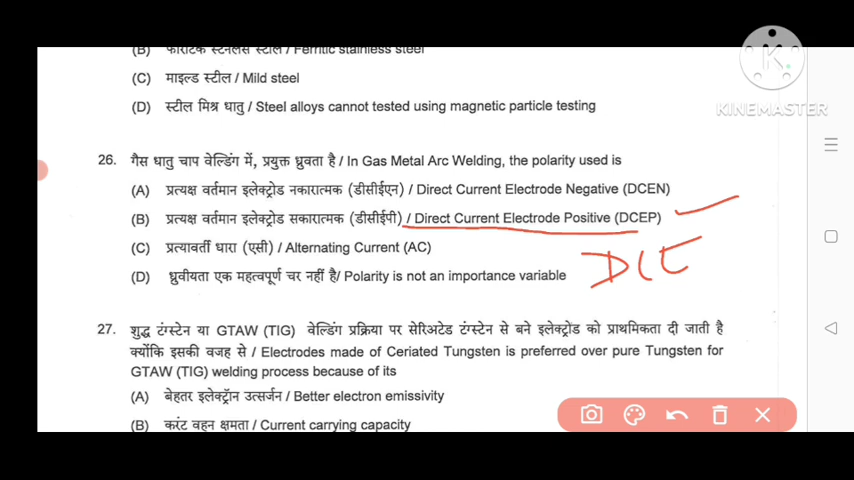 (B) फेरिटिक स्टेनलेस स्टील / Ferritic stainless steel
(C) माइल्ड स्टील / Mild steel
(D) स्टील मिश्र धातु / Steel alloys cannot tested using magnetic particle testing
K
KINEMASTER
26. गैस धातु चाप वेल्डिंग में, प्रयुक्त ध्रुवता है / In Gas Metal Arc Welding, the polarity used is
(A) प्रत्यक्ष वर्तमान इलेक्ट्रोड नकारात्मक (डीसीईएन) / Direct Current Electrode Negative (DCEN)
(B) प्रत्यक्ष वर्तमान इलेक्ट्रोड सकारात्मक (डीसीईपी) / Direct Current Electrode Positive (DCEP)
(C) प्रत्यावर्ती धारा (एसी) / Alternating Current (AC)
(D) ध्रुवीयता एक महत्वपूर्ण चर नहीं है/ Polarity is not an importance variable
DCE
27. शुद्ध टंग्स्टेन या GTAW (TIG) वेल्डिंग प्रक्रिया पर सेरिअटेड टंग्स्टेन से बने इलेक्ट्रोड को प्राथमिकता दी जाती है
क्योंकि इसकी वजह से / Electrodes made of Ceriated Tungsten is preferred over pure Tungsten for
GTAW (TIG) welding process because of its
(A) बेहतर इलेक्ट्रॉन उत्सर्जन / Better electron emissivity
(B) करंट वहन क्षमता / Current carrying capacity